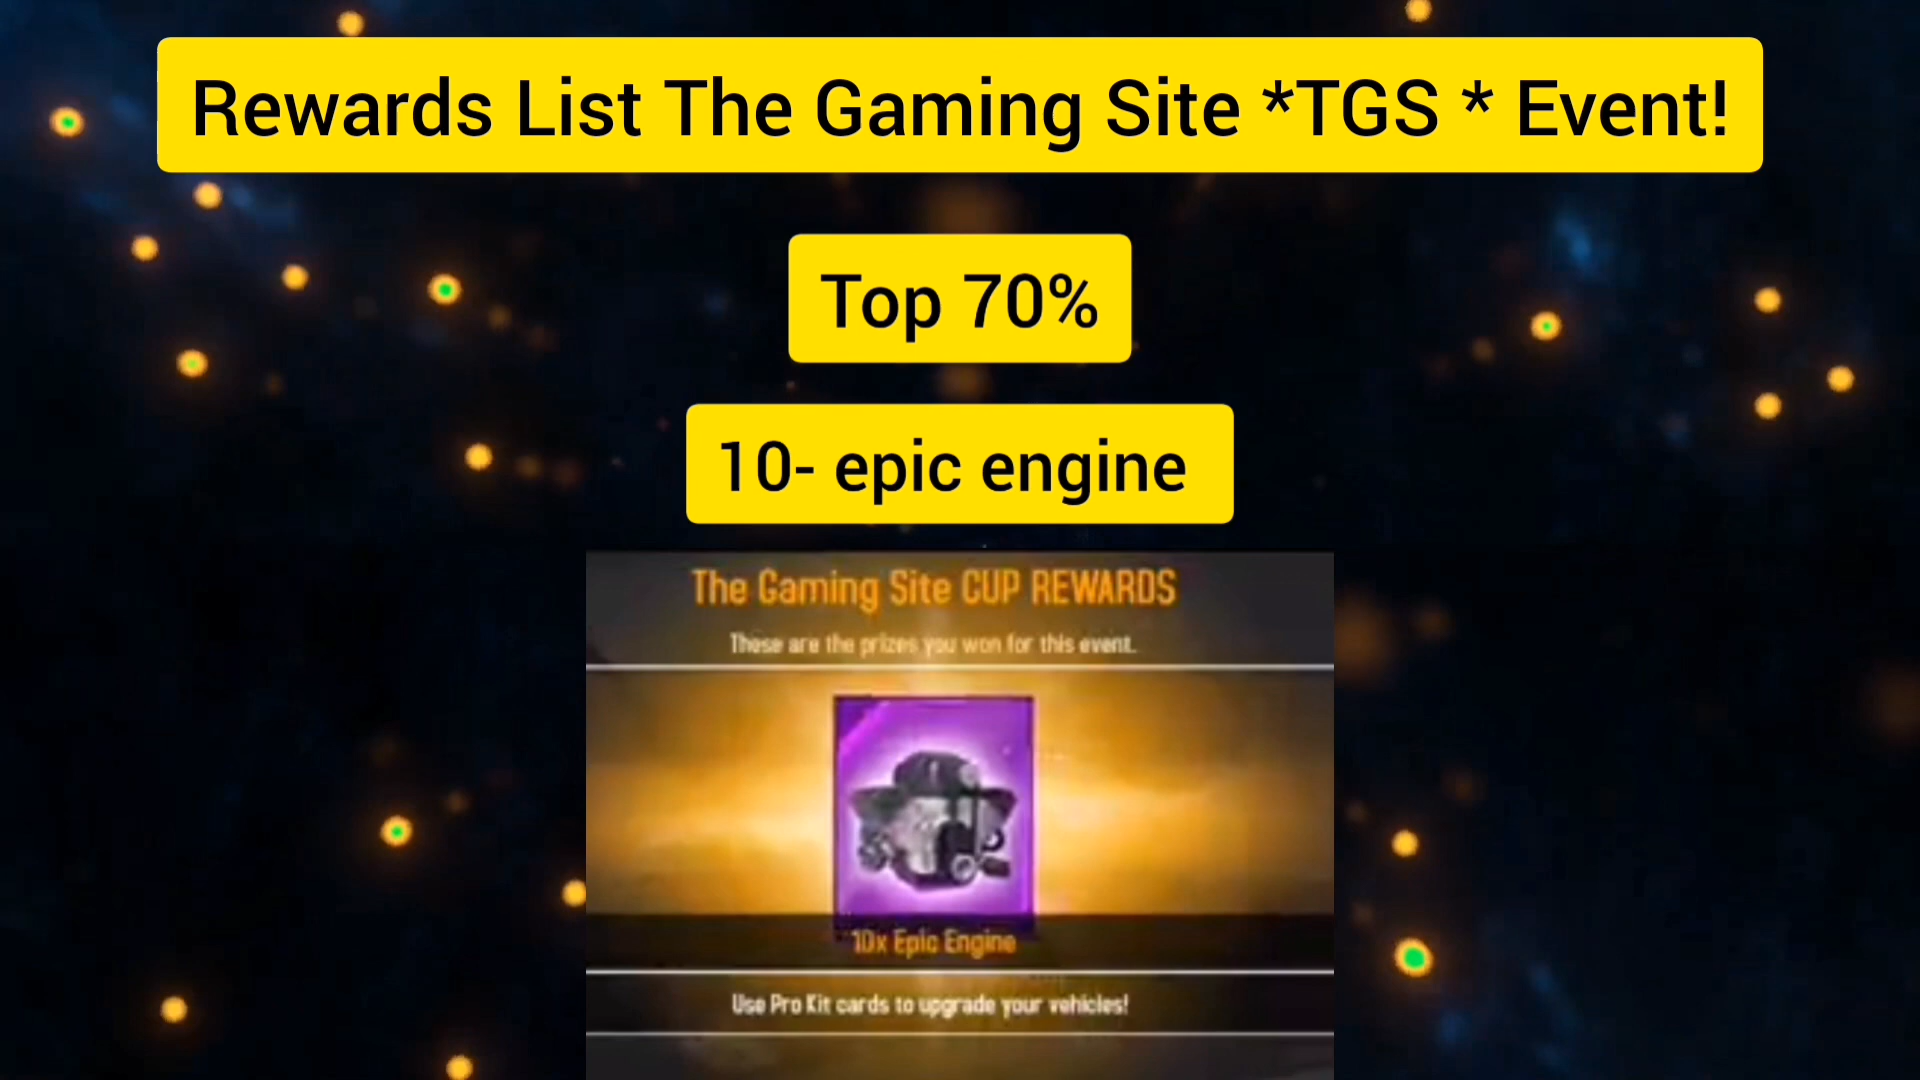 Rewards List The Gaming Site *TGS * Event!
Top 70%
10- epic engine
The Gaming Site CUP REWARDS
These are the prizes you won for this event.
10x Epic Engine
Use Pro Kit cards to upgrade your vehicles!